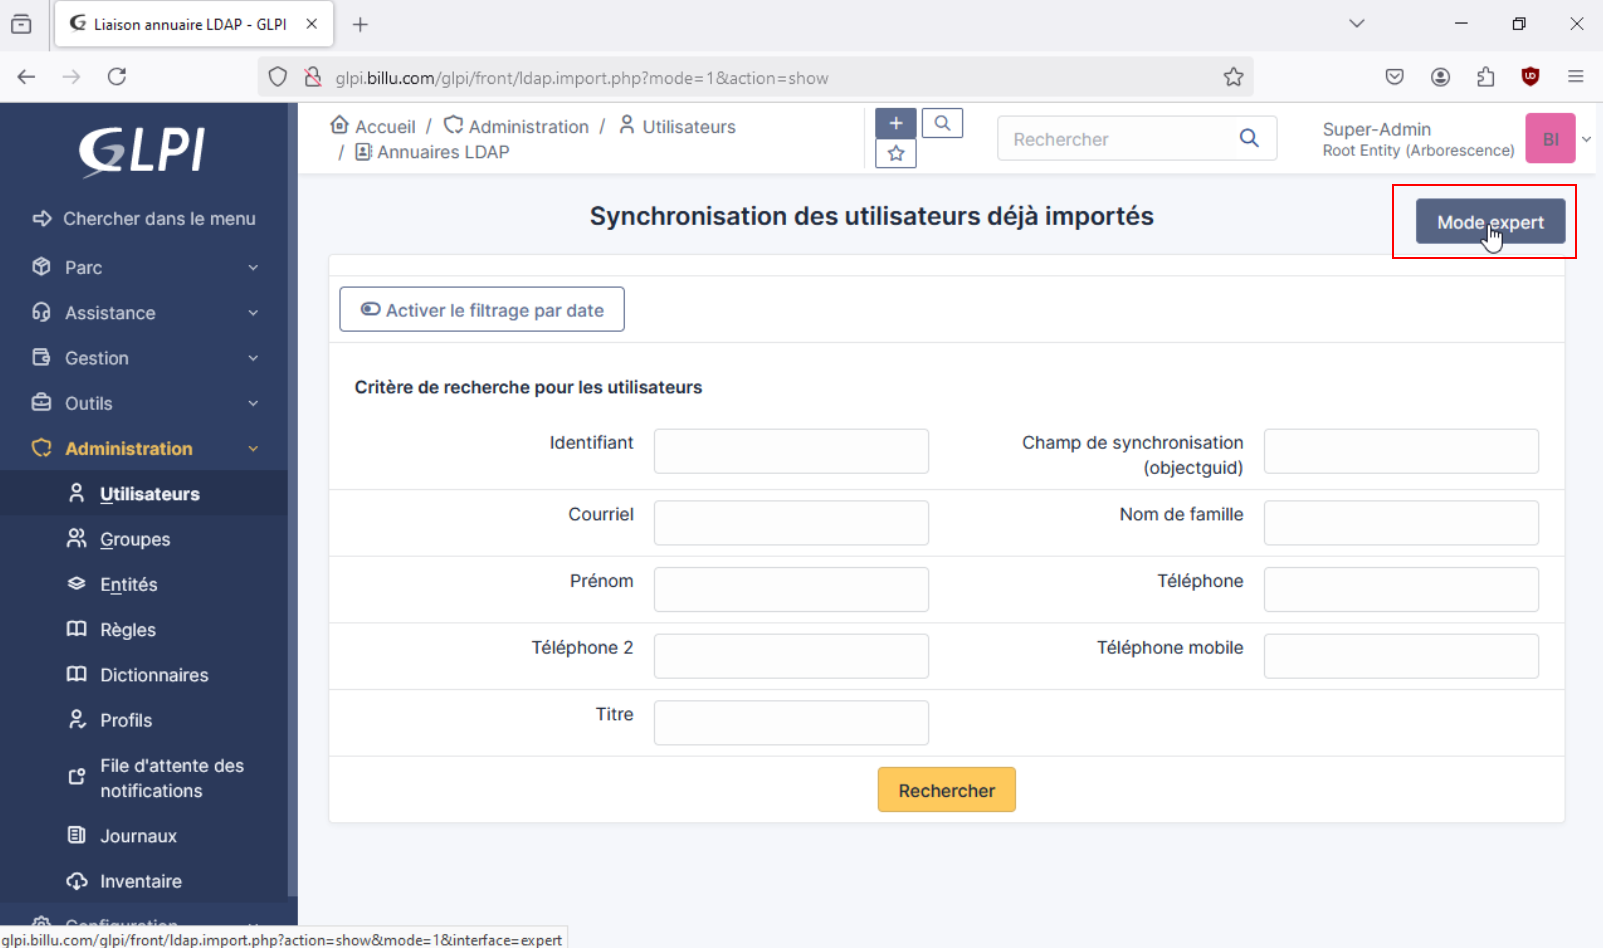 Liaison annuaire LDAP - GLPI
glpi.billu.com/glpi/front/ldap.import.php?mode=1&action=show
GLPI
Accueil / Administration / Utilisateurs
/ Annuaires LDAP
Rechercher
Super-Admin
Root Entity (Arborescence)
BI
Chercher dans le menu
Parc
Assistance
Gestion
Outils
Administration
Utilisateurs
Groupes
Entités
Règles
Dictionnaires
Profils
File d'attente des
notifications
Journaux
Inventaire
Configuration
Synchronisation des utilisateurs déjà importés
Mode expert
Activer le filtrage par date
Critère de recherche pour les utilisateurs
Identifiant
Champ de synchronisation
(objectguid)
Courriel
Nom de famille
Prénom
Téléphone
Téléphone 2
Téléphone mobile
Titre
Rechercher
glpi.billu.com/glpi/front/ldap.import.php?action=show&mode=1&interface=expert